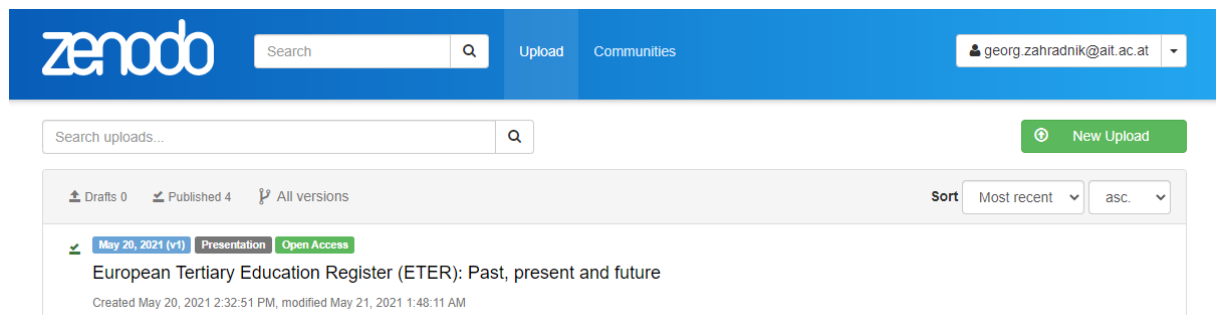 zenodo Search Upload Communities georg.zahradnik@ait.ac.at
Search uploads... New Upload
Drafts 0 Published 4 All versions Sort Most recent asc.
May 20, 2021 (v1) Presentation Open Access
European Tertiary Education Register (ETER): Past, present and future
Created May 20, 2021 2:32:51 PM, modified May 21, 2021 1:48:11 AM